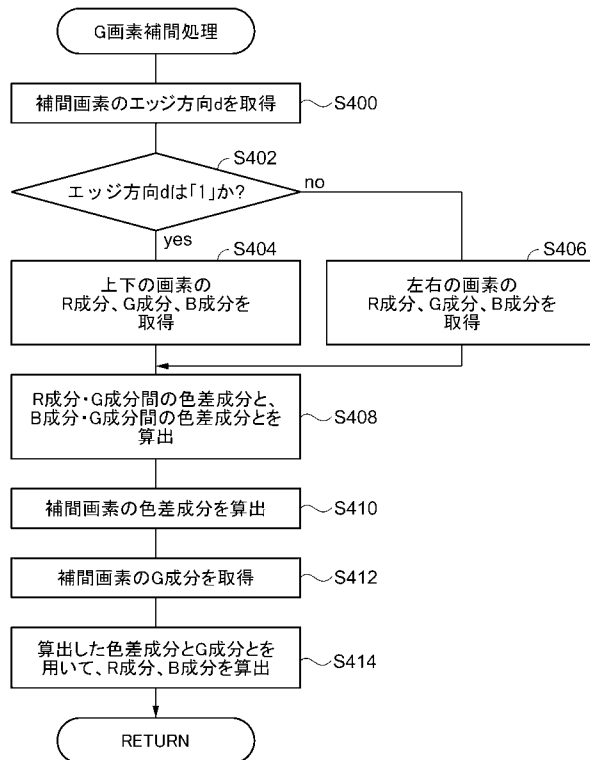 G画素補間処理
補間画素のエッジ方向dを取得
S400
S402
エッジ方向dは「1」か?
no
yes
S404
S406
上下の画素の
R成分、G成分、B成分を
取得
左右の画素の
R成分、G成分、B成分を
取得
R成分・G成分間の色差成分と、
B成分・G成分間の色差成分とを
算出
S408
補間画素の色差成分を算出
S410
補間画素のG成分を取得
S412
算出した色差成分とG成分とを
用いて、R成分、B成分を算出
S414
RETURN